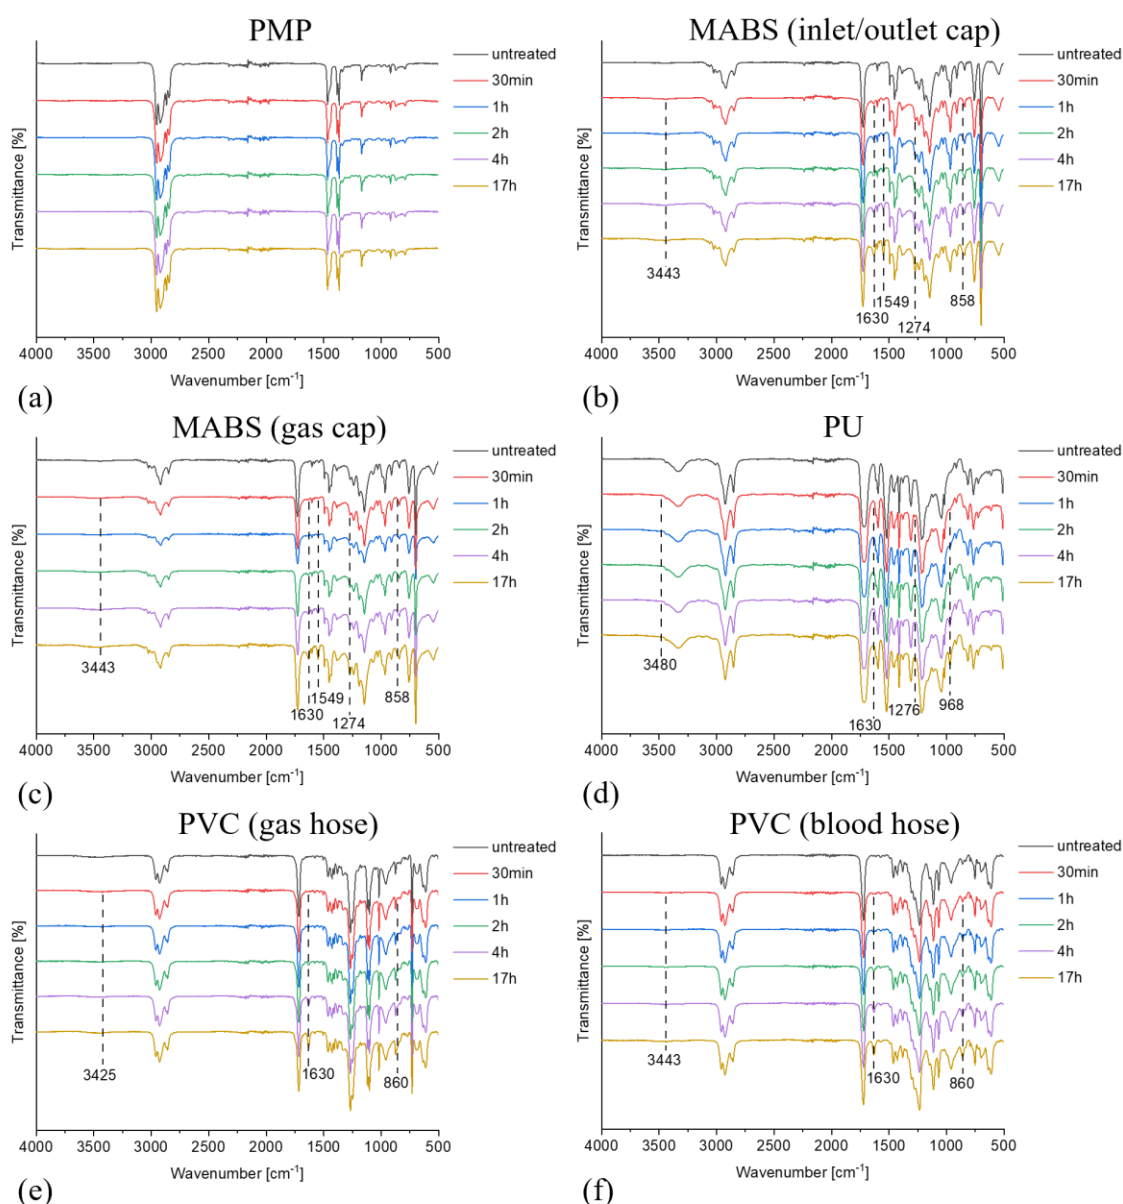 PMP
untreated
30min
1h
2h
4h
17h
Transmittance [%]
4000 3500 3000 2500 2000 1500 1000 500
Wavenumber [cm⁻¹]
(a)
MABS (inlet/outlet cap)
untreated
30min
1h
2h
4h
17h
Transmittance [%]
3443
1630
1549
1274
858
4000 3500 3000 2500 2000 1500 1000 500
Wavenumber [cm⁻¹]
(b)
MABS (gas cap)
untreated
30min
1h
2h
4h
17h
Transmittance [%]
3443
1630
1549
1274
858
4000 3500 3000 2500 2000 1500 1000 500
Wavenumber [cm⁻¹]
(c)
PU
untreated
30min
1h
2h
4h
17h
Transmittance [%]
3480
1630
1276
968
4000 3500 3000 2500 2000 1500 1000 500
Wavenumber [cm⁻¹]
(d)
PVC (gas hose)
untreated
30min
1h
2h
4h
17h
Transmittance [%]
3425
1630
860
4000 3500 3000 2500 2000 1500 1000 500
Wavenumber [cm⁻¹]
(e)
PVC (blood hose)
untreated
30min
1h
2h
4h
17h
Transmittance [%]
3443
1630
860
4000 3500 3000 2500 2000 1500 1000 500
Wavenumber [cm⁻¹]
(f)